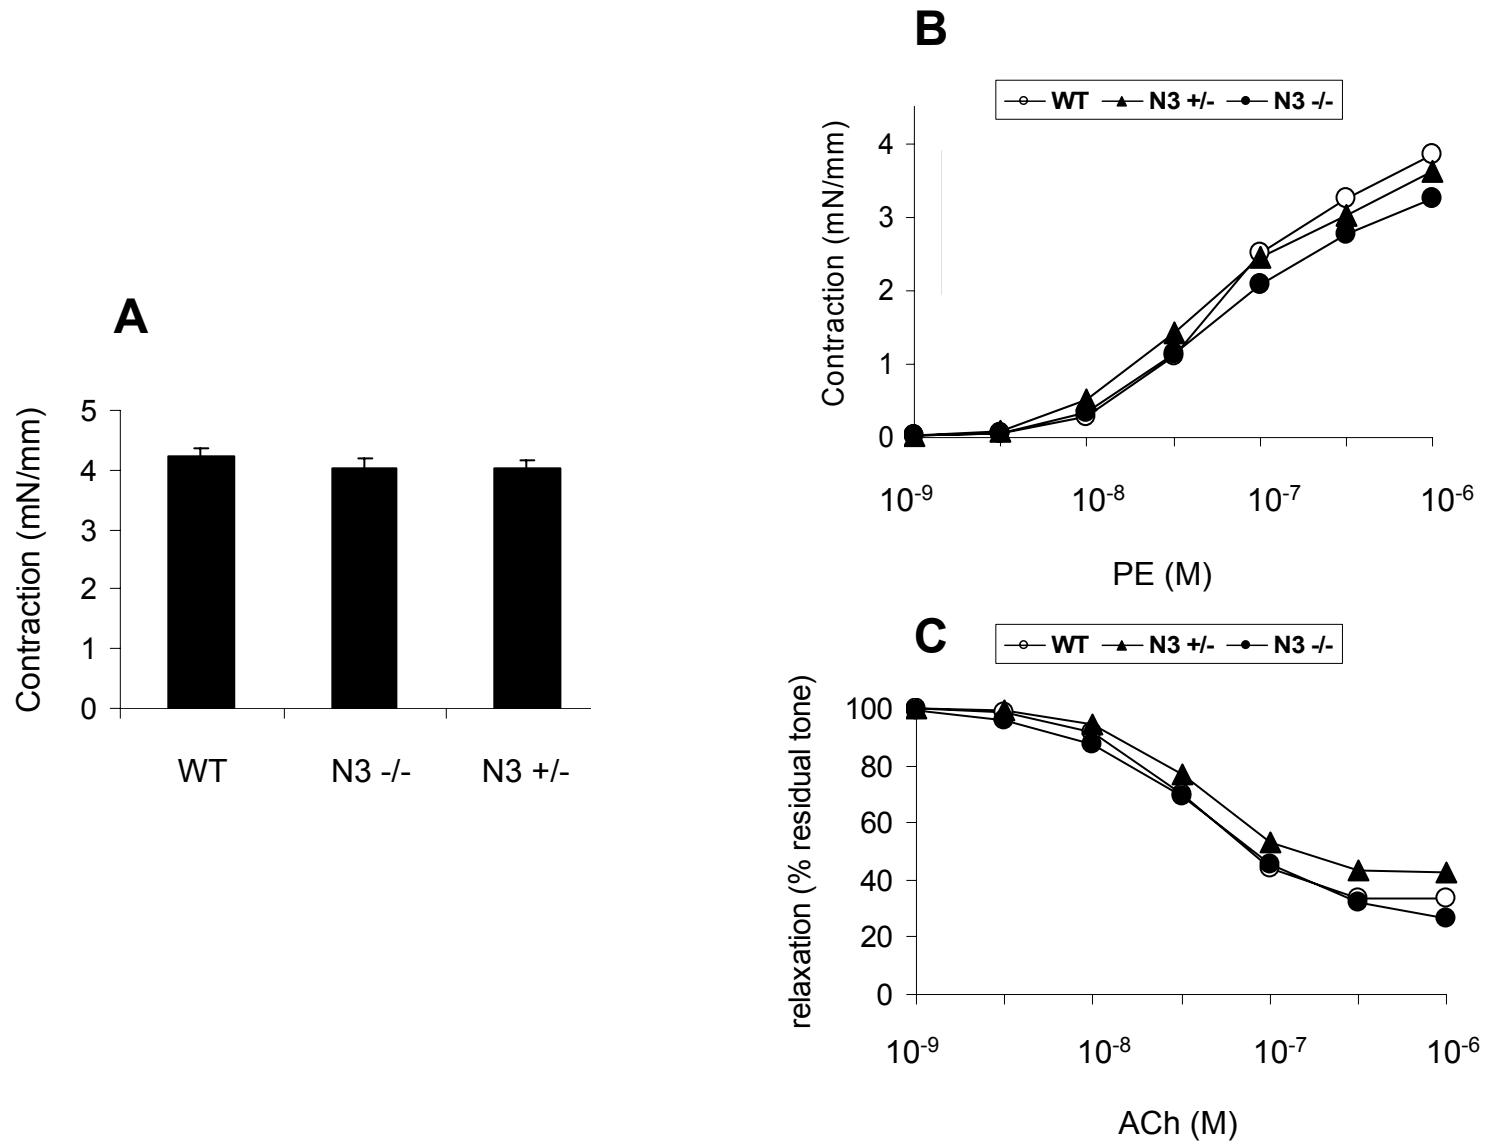 A
Contraction (mN/mm)
5
4
3
2
1
0
WT N3 -/- N3 +/-
B
WT N3 +/- N3 -/-
Contraction (mN/mm)
4
3
2
1
0
10-9 10-8 10-7 10-6
PE (M)
C
WT N3 +/- N3 -/-
relaxation (% residual tone)
100
80
60
40
20
0
10-9 10-8 10-7 10-6
ACh (M)